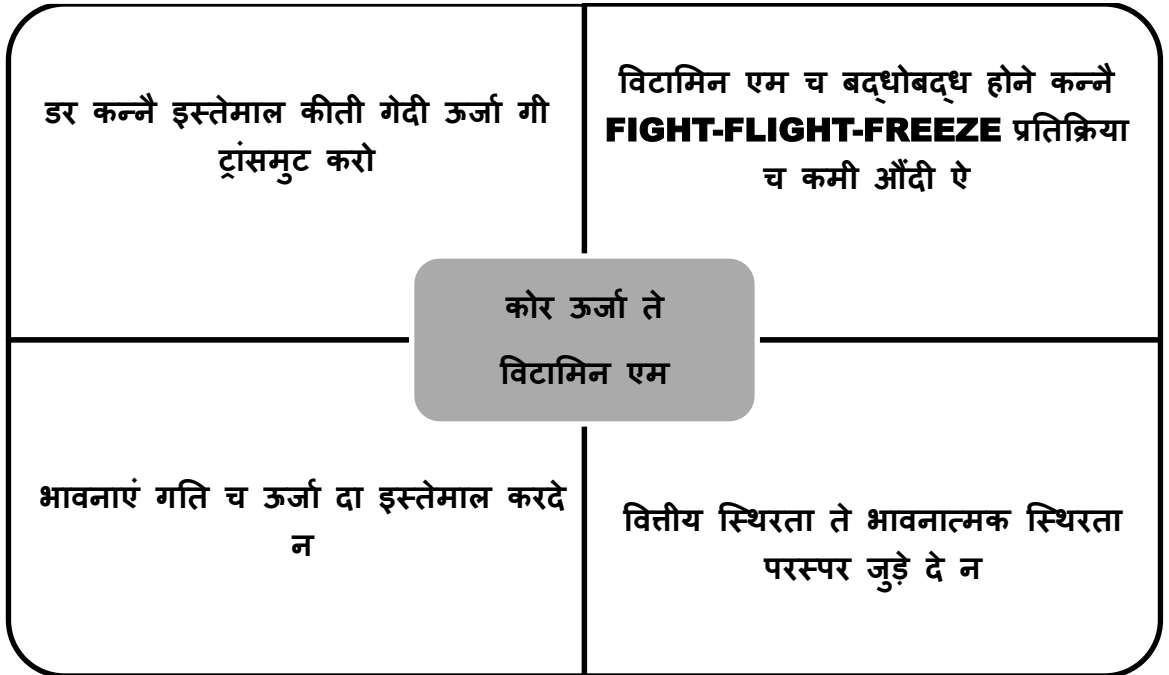 डर कन्नै इस्तेमाल कीती गेदी ऊर्जा गी
ट्रांसमुट करो
विटामिन एम च बद्धोबद्ध होने कन्नै
FIGHT-FLIGHT-FREEZE प्रतिक्रिया
च कमी औंदी ऐ
कोर ऊर्जा ते
विटामिन एम
भावनाएं गति च ऊर्जा दा इस्तेमाल करदे
न
वित्तीय स्थिरता ते भावनात्मक स्थिरता
परस्पर जुड़े दे न